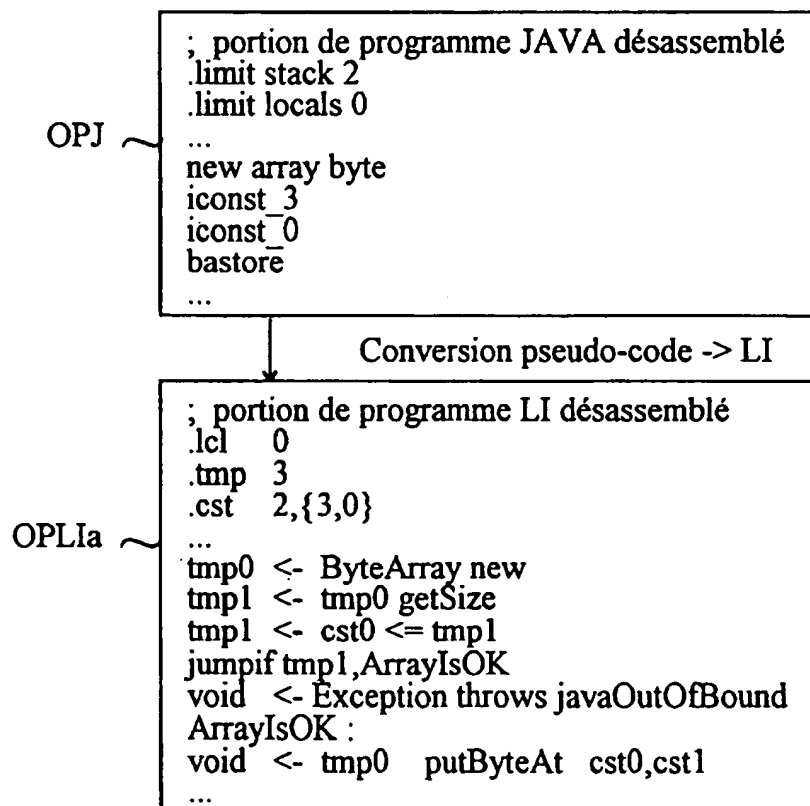 ; portion de programme JAVA désassemblé
.limit stack 2
.limit locals 0
OPJ
...
new array byte
iconst_3
iconst_0
bastore
...
Conversion pseudo-code -> LI
; portion de programme LI désassemblé
.lcl 0
.tmp 3
.cst 2,{3,0}
OPLIa
...
tmp0 <- ByteArray new
tmp1 <- tmp0 getSize
tmp1 <- cst0 <= tmp1
jumpif tmp1,ArrayIsOK
void <- Exception throws javaOutOfBound
ArrayIsOK :
void <- tmp0 putByteAt cst0,cst1
...